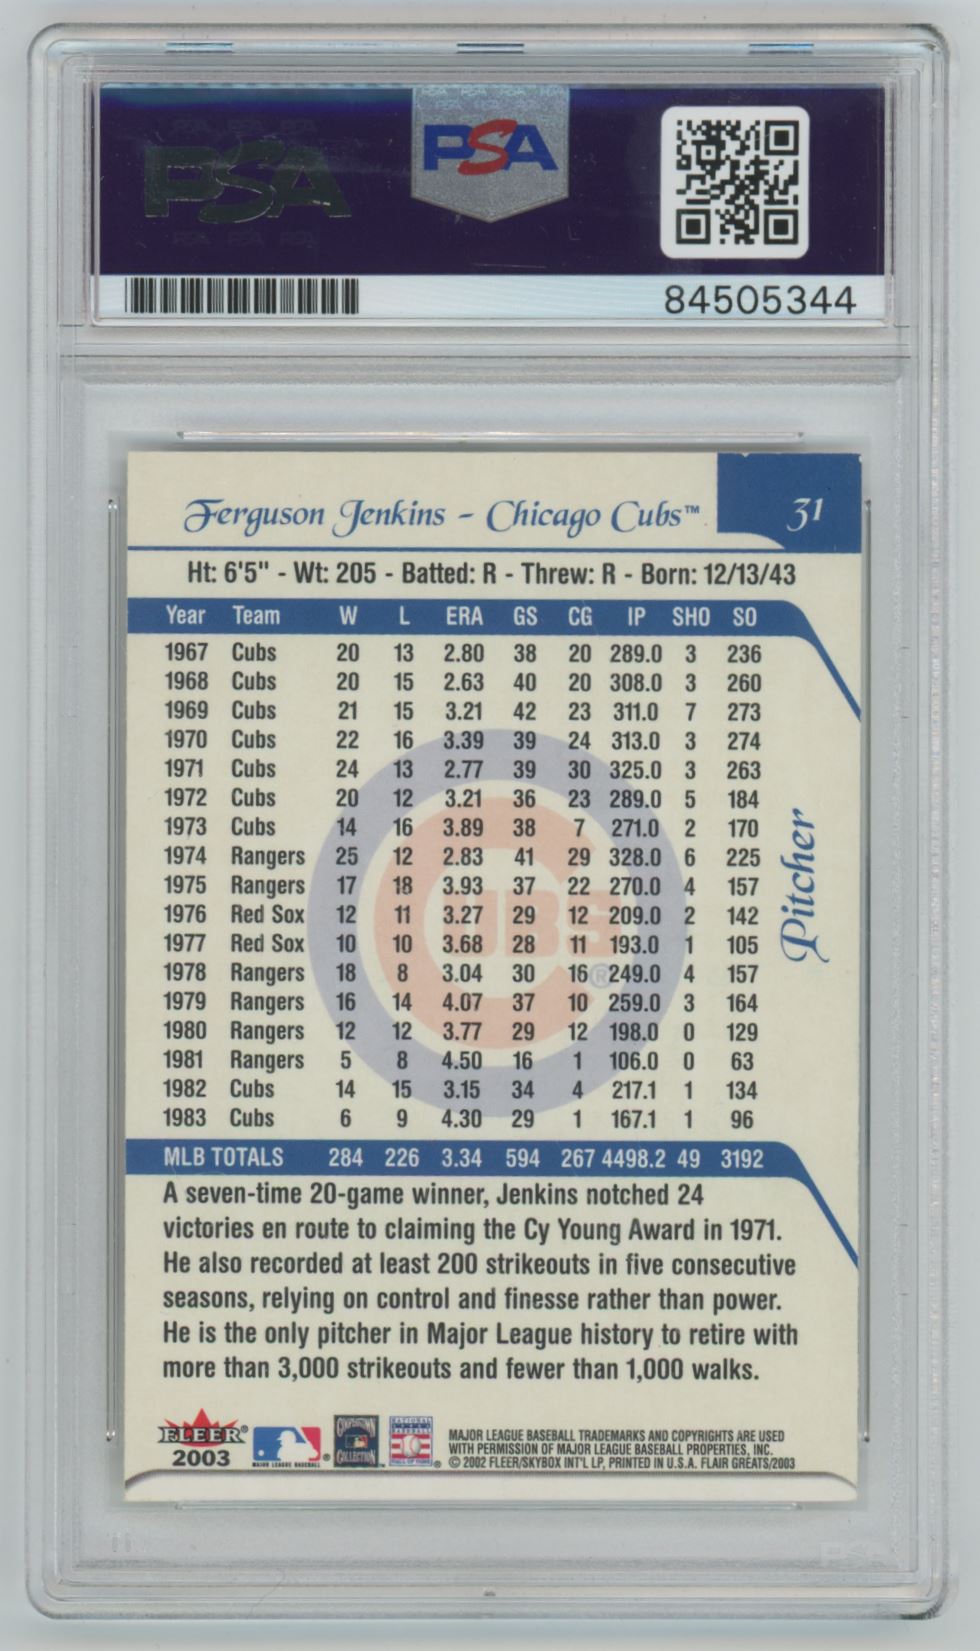 PSA
PSA
84505344
Ferguson Jenkins - Chicago Cubs™
31
Ht: 6'5" - Wt: 205 - Batted: R - Threw: R - Born: 12/13/43
Year Team W L ERA GS CG IP SHO SO
1967 Cubs 20 13 2.80 38 20 289.0 3 236
1968 Cubs 20 15 2.63 40 20 308.0 3 260
1969 Cubs 21 15 3.21 42 23 311.0 7 273
1970 Cubs 22 16 3.39 39 24 313.0 3 274
1971 Cubs 24 13 2.77 39 30 325.0 3 263
1972 Cubs 20 12 3.21 36 23 289.0 5 184
1973 Cubs 14 16 3.89 38 7 271.0 2 170
1974 Rangers 25 12 2.83 41 29 328.0 6 225
1975 Rangers 17 18 3.93 37 22 270.0 4 157
1976 Red Sox 12 11 3.27 29 12 209.0 2 142
1977 Red Sox 10 10 3.68 28 11 193.0 1 105
1978 Rangers 18 8 3.04 30 16 249.0 4 157
1979 Rangers 16 14 4.07 37 10 259.0 3 164
1980 Rangers 12 12 3.77 29 12 198.0 0 129
1981 Rangers 5 8 4.50 16 1 106.0 0 63
1982 Cubs 14 15 3.15 34 4 217.1 1 134
1983 Cubs 6 9 4.30 29 1 167.1 1 96
MLB TOTALS 284 226 3.34 594 267 4498.2 49 3192
Pitcher
CUBS ®
A seven-time 20-game winner, Jenkins notched 24
victories en route to claiming the Cy Young Award in 1971.
He also recorded at least 200 strikeouts in five consecutive
seasons, relying on control and finesse rather than power.
He is the only pitcher in Major League history to retire with
more than 3,000 strikeouts and fewer than 1,000 walks.
FLEER®
2003
MAJOR LEAGUE BASEBALL
COOPERSTOWN
COLLECTION
NATIONAL
BASEBALL
HALL OF FAME
MAJOR LEAGUE BASEBALL TRADEMARKS AND COPYRIGHTS ARE USED
WITH PERMISSION OF MAJOR LEAGUE BASEBALL PROPERTIES, INC.
© 2002 FLEER/SKYBOX INT'L LP, PRINTED IN U.S.A. FLAIR GREATS/2003